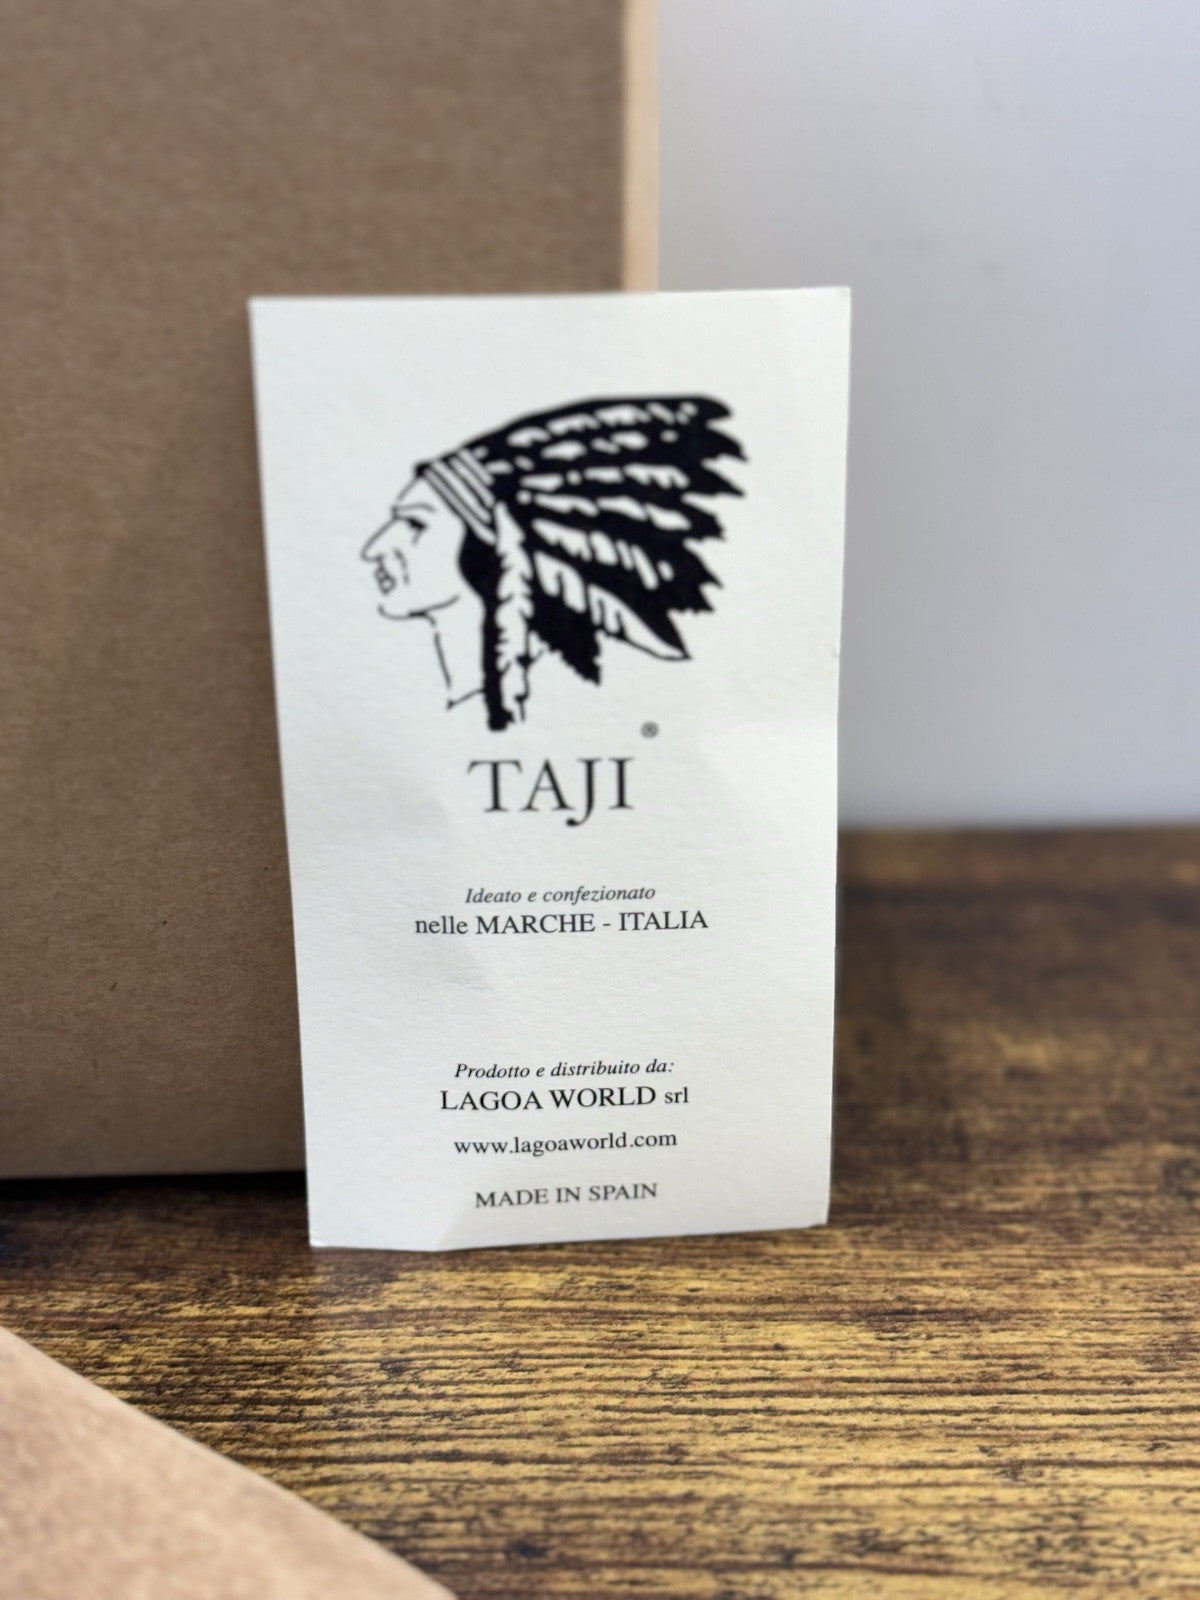 ®
TAJI
Ideato e confezionato
nelle MARCHE - ITALIA
Prodotto e distribuito da:
LAGOA WORLD srl
www.lagoaworld.com
MADE IN SPAIN